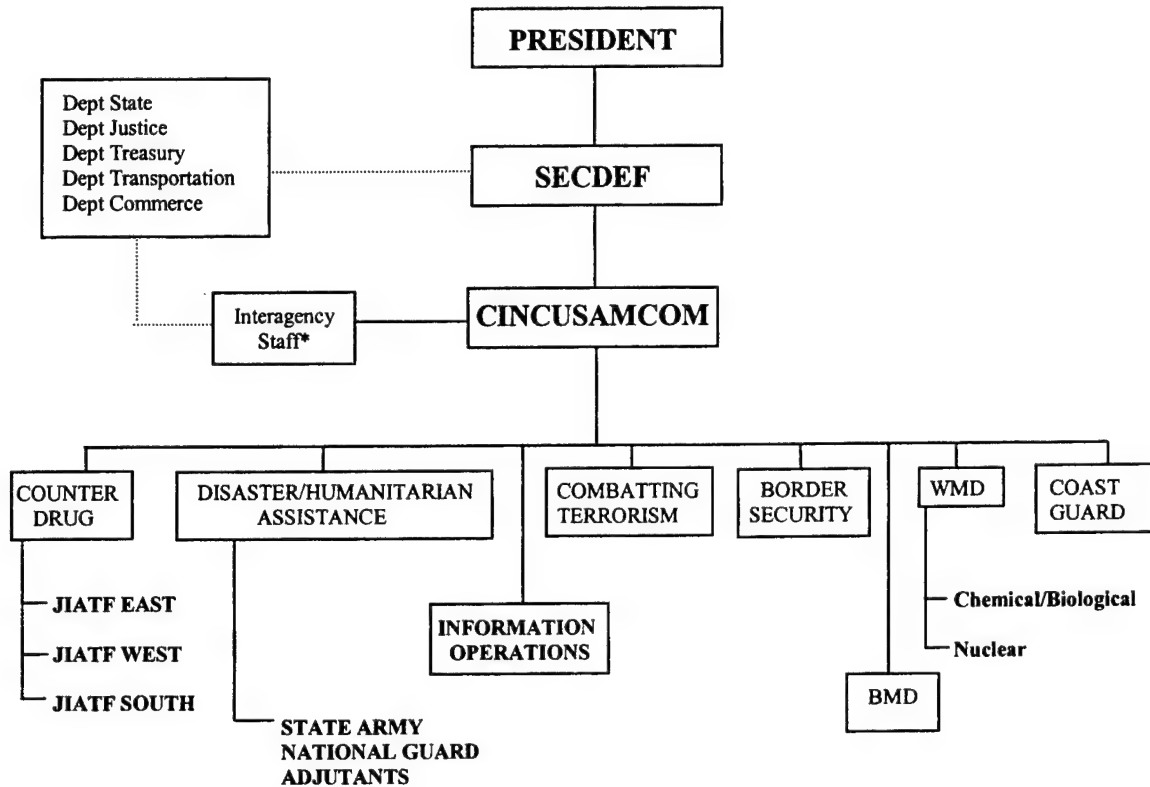 PRESIDENT
Dept State
Dept Justice
Dept Treasury
Dept Transportation
Dept Commerce
SECDEF
Interagency
Staff*
CINCUSAMCOM
COUNTER
DRUG
DISASTER/HUMANITARIAN
ASSISTANCE
COMBATTING
TERRORISM
BORDER
SECURITY
WMD
COAST
GUARD
JIATF EAST
JIATF WEST
JIATF SOUTH
STATE ARMY
NATIONAL GUARD
ADJUTANTS
INFORMATION
OPERATIONS
Chemical/Biological
Nuclear
BMD